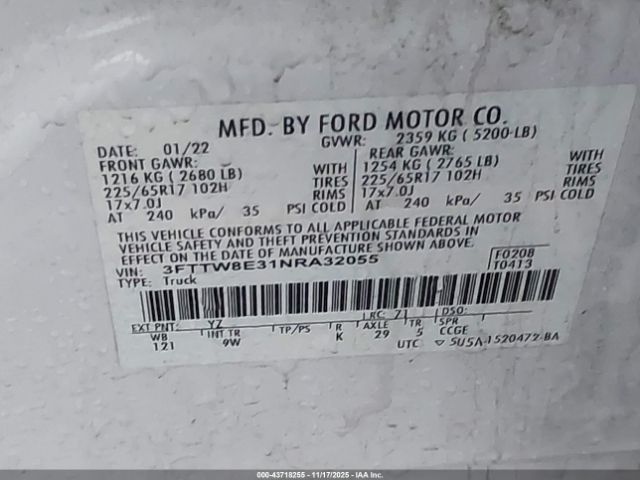 MFD. BY FORD MOTOR CO.
DATE: 01/22 GVWR: 2359 KG ( 5200-LB)
FRONT GAWR: REAR GAWR:
1216 KG ( 2680 LB) WITH 1254 KG ( 2765 LB) WITH
225/65R17 102H TIRES 225/65R17 102H TIRES
17x7.0J RIMS 17x7.0J RIMS
AT 240 kPa/ 35 PSI COLD AT 240 kPa/ 35 PSI COLD
THIS VEHICLE CONFORMS TO ALL APPLICABLE FEDERAL MOTOR
VEHICLE SAFETY AND THEFT PREVENTION STANDARDS IN
EFFECT ON THE DATE OF MANUFACTURE SHOWN ABOVE.
VIN: 3FTTW8E31NRA32055 F0208
TYPE: Truck T0413
EXT PNT: YZ LRC 71 DSO:
WB INT TR TP/PS R AXLE TR SPR
121 9W K 29 5 CCGE
UTC ▽ 5U5A-1520472-BA
000-43718255 - 11/17/2025 - IAA Inc.